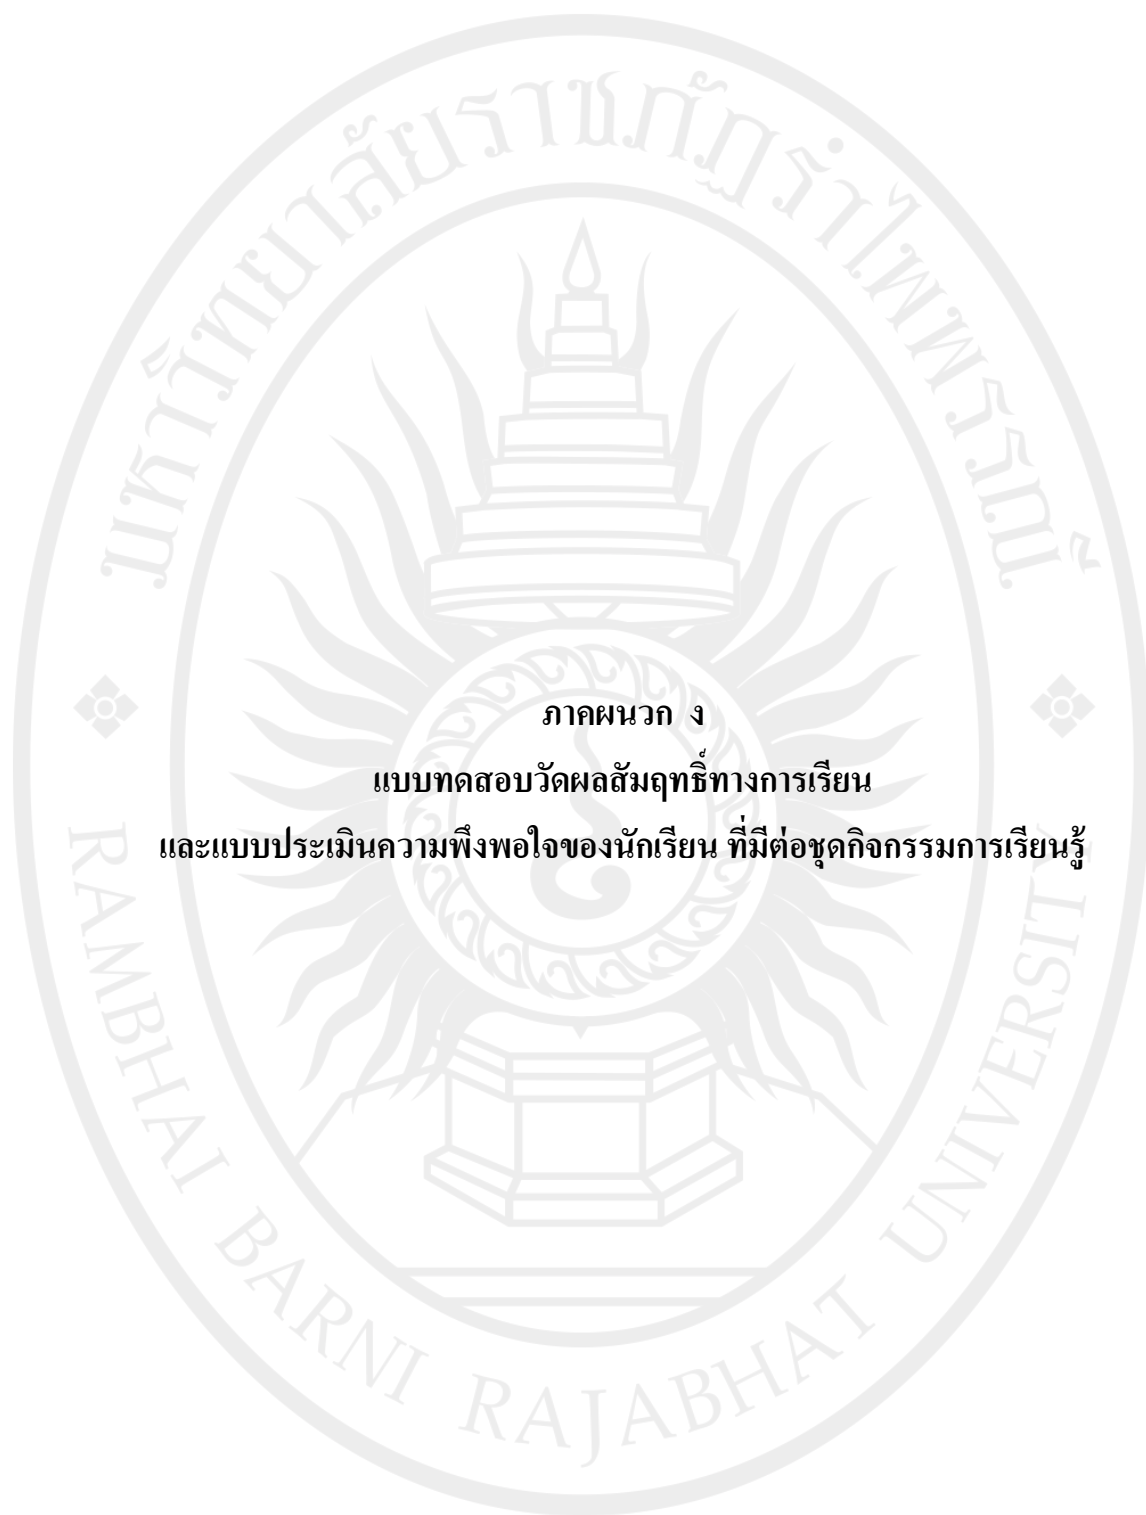 มหาวิทยาลัยราชภัฏรำไพพรรณี
ภาคผนวก ง
แบบทดสอบวัดผลสัมฤทธิ์ทางการเรียน
และแบบประเมินความพึงพอใจของนักเรียน ที่มีต่อชุดกิจกรรมการเรียนรู้
RAMBHAI BARNI RAJABHAT UNIVERSITY